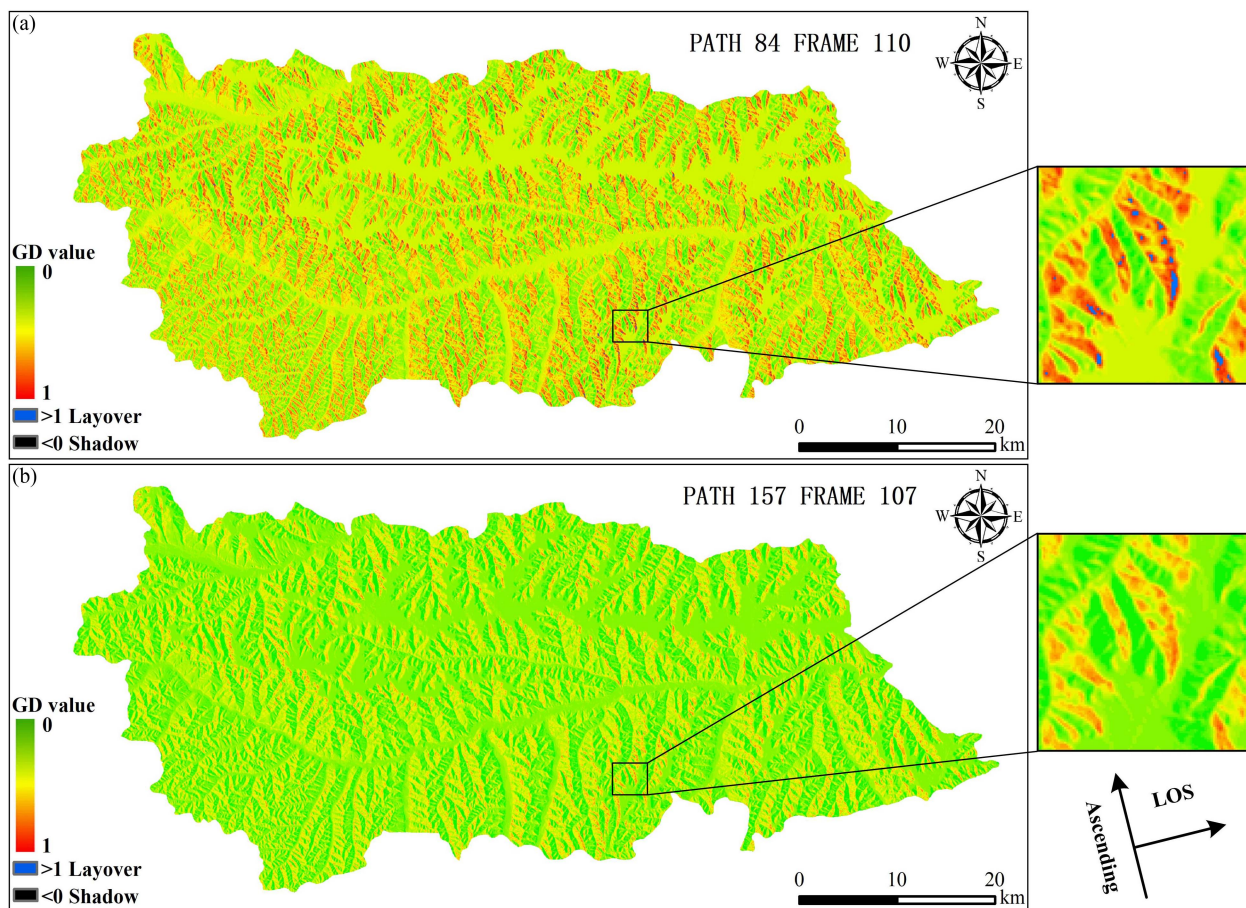 (a)
PATH 84 FRAME 110
N
W E
S
GD value
0
1
>1 Layover
<0 Shadow
0 10 20
km
(b)
PATH 157 FRAME 107
N
W E
S
GD value
0
1
>1 Layover
<0 Shadow
0 10 20
km
Ascending
LOS